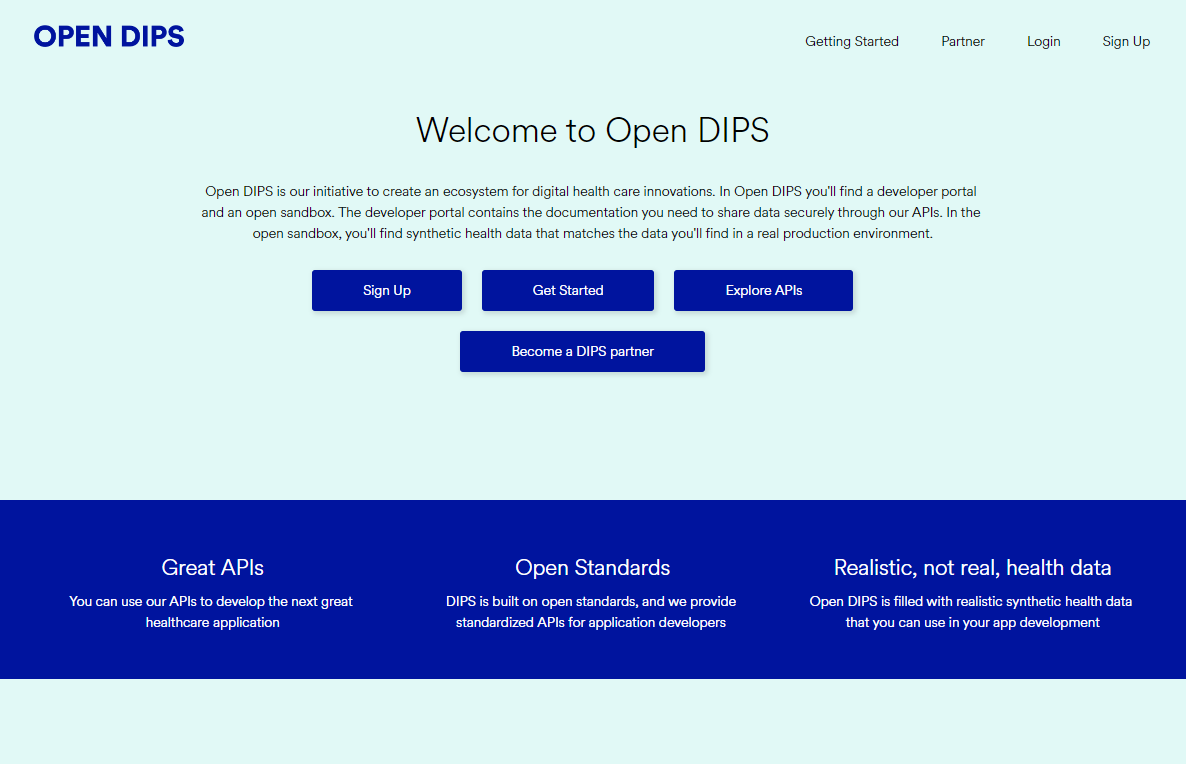 OPEN DIPS
Getting Started
Partner
Login
Sign Up
Welcome to Open DIPS
Open DIPS is our initiative to create an ecosystem for digital health care innovations. In Open DIPS you'll find a developer portal
and an open sandbox. The developer portal contains the documentation you need to share data securely through our APIs. In the
open sandbox, you'll find synthetic health data that matches the data you'll find in a real production environment.
Sign Up
Get Started
Explore APIs
Become a DIPS partner
Great APIs
You can use our APIs to develop the next great
healthcare application
Open Standards
DIPS is built on open standards, and we provide
standardized APIs for application developers
Realistic, not real, health data
Open DIPS is filled with realistic synthetic health data
that you can use in your app development